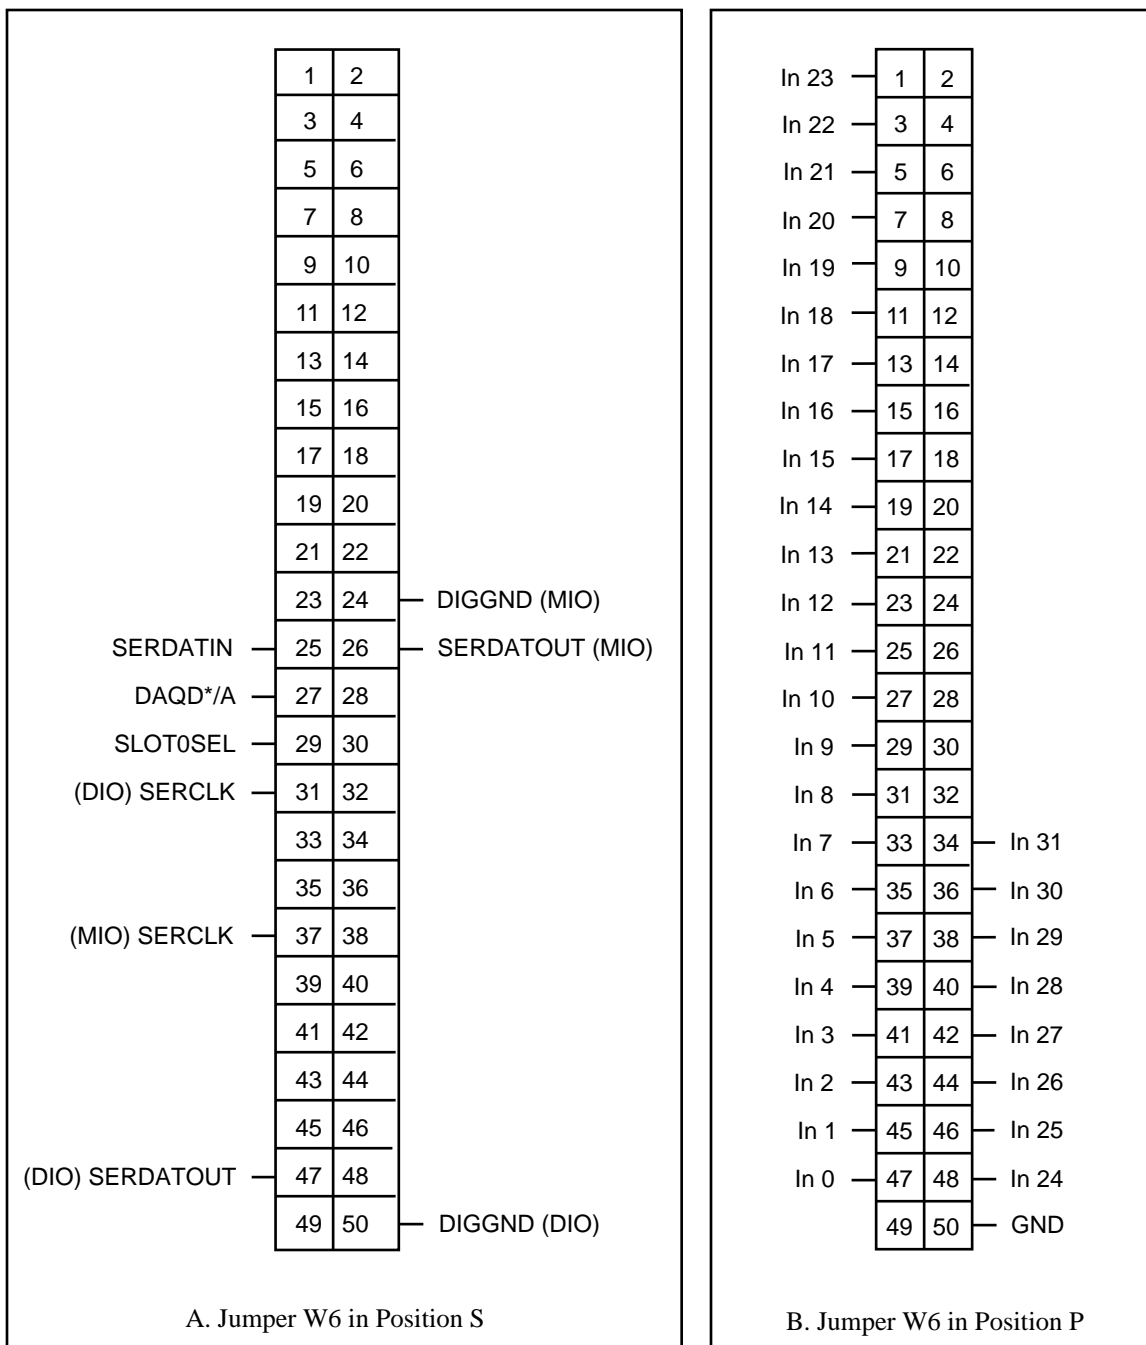 1 2
3 4
5 6
7 8
9 10
11 12
13 14
15 16
17 18
19 20
21 22
23 24 DIGGND (MIO)
SERDATIN 25 26 SERDATOUT (MIO)
DAQD*/A 27 28
SLOT0SEL 29 30
(DIO) SERCLK 31 32
33 34
35 36
(MIO) SERCLK 37 38
39 40
41 42
43 44
45 46
(DIO) SERDATOUT 47 48
49 50 DIGGND (DIO)
A. Jumper W6 in Position S
In 23 1 2
In 22 3 4
In 21 5 6
In 20 7 8
In 19 9 10
In 18 11 12
In 17 13 14
In 16 15 16
In 15 17 18
In 14 19 20
In 13 21 22
In 12 23 24
In 11 25 26
In 10 27 28
In 9 29 30
In 8 31 32
In 7 33 34 In 31
In 6 35 36 In 30
In 5 37 38 In 29
In 4 39 40 In 28
In 3 41 42 In 27
In 2 43 44 In 26
In 1 45 46 In 25
In 0 47 48 In 24
49 50 GND
B. Jumper W6 in Position P